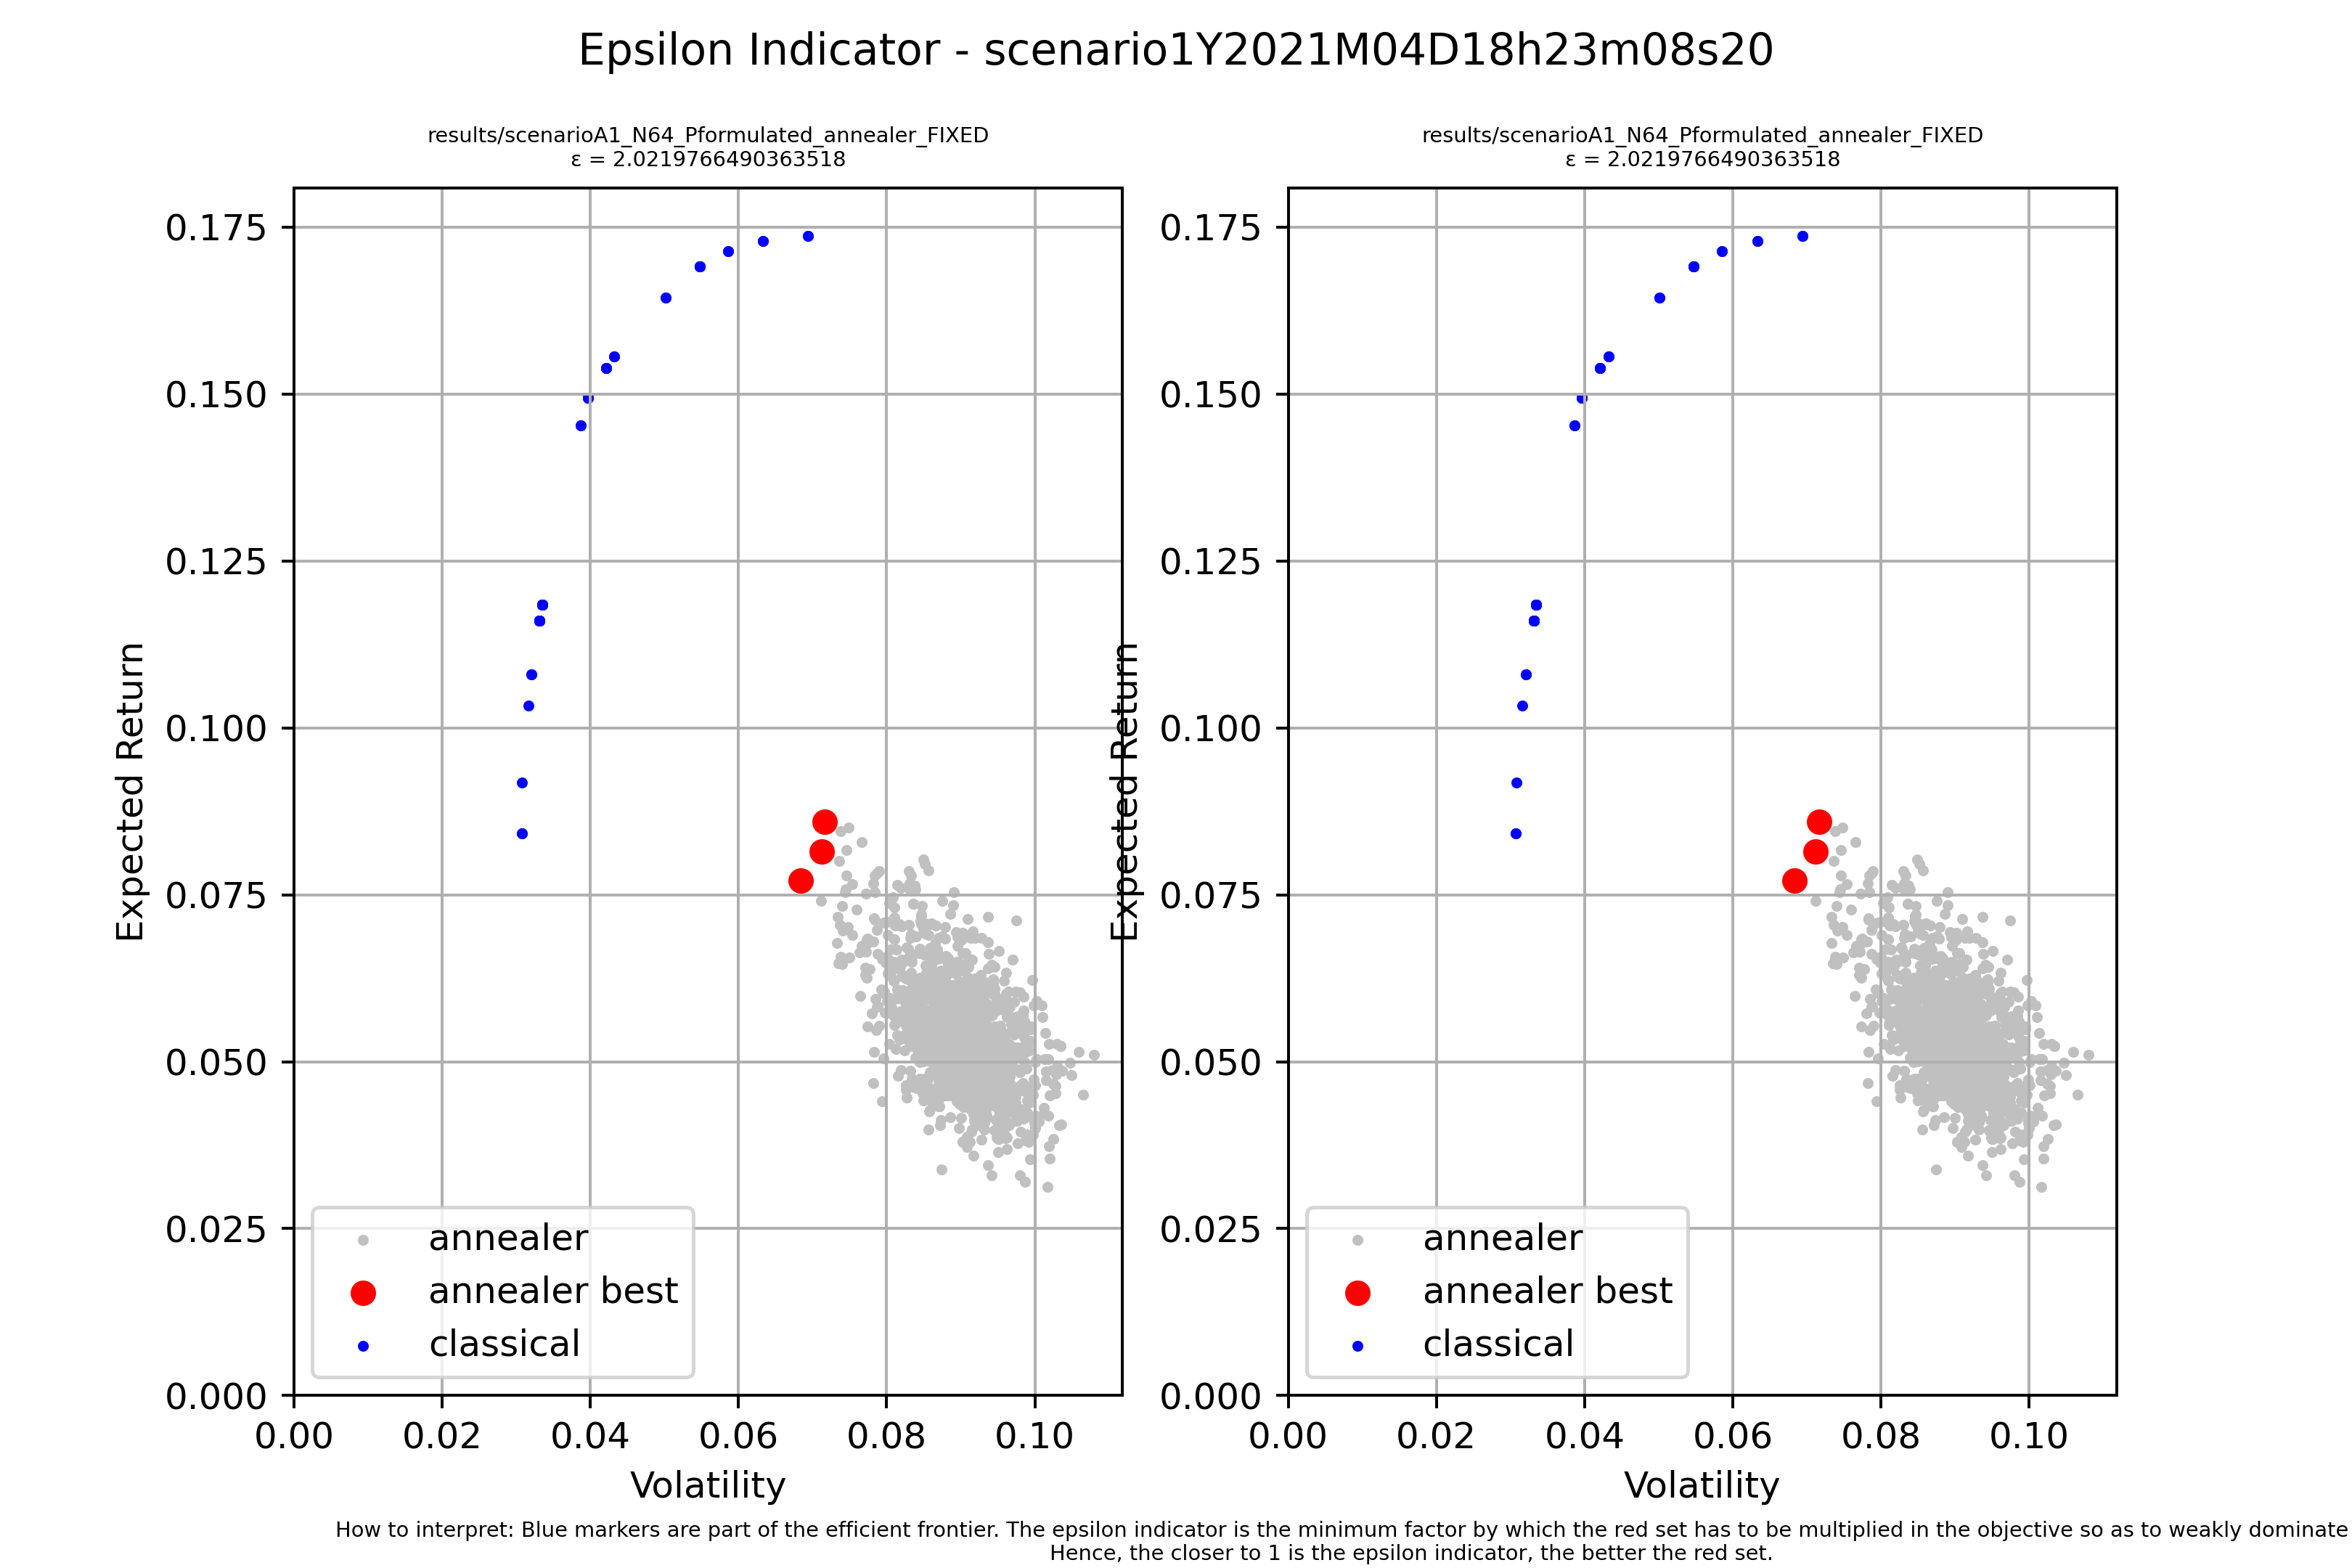 Epsilon Indicator - scenario1Y2021M04D18h23m08s20
results/scenarioA1_N64_Pformulated_annealer_FIXED
ε = 2.0219766490363518
0.175
0.150
0.125
0.100
0.075
0.050
0.025
0.000
Expected Return
annealer
annealer best
classical
0.00 0.02 0.04 0.06 0.08 0.10
Volatility
results/scenarioA1_N64_Pformulated_annealer_FIXED
ε = 2.0219766490363518
0.175
0.150
0.125
0.100
0.075
0.050
0.025
0.000
Expected Return
annealer
annealer best
classical
0.00 0.02 0.04 0.06 0.08 0.10
Volatility
How to interpret: Blue markers are part of the efficient frontier. The epsilon indicator is the minimum factor by which the red set has to be multiplied in the objective so as to weakly dominate
Hence, the closer to 1 is the epsilon indicator, the better the red set.